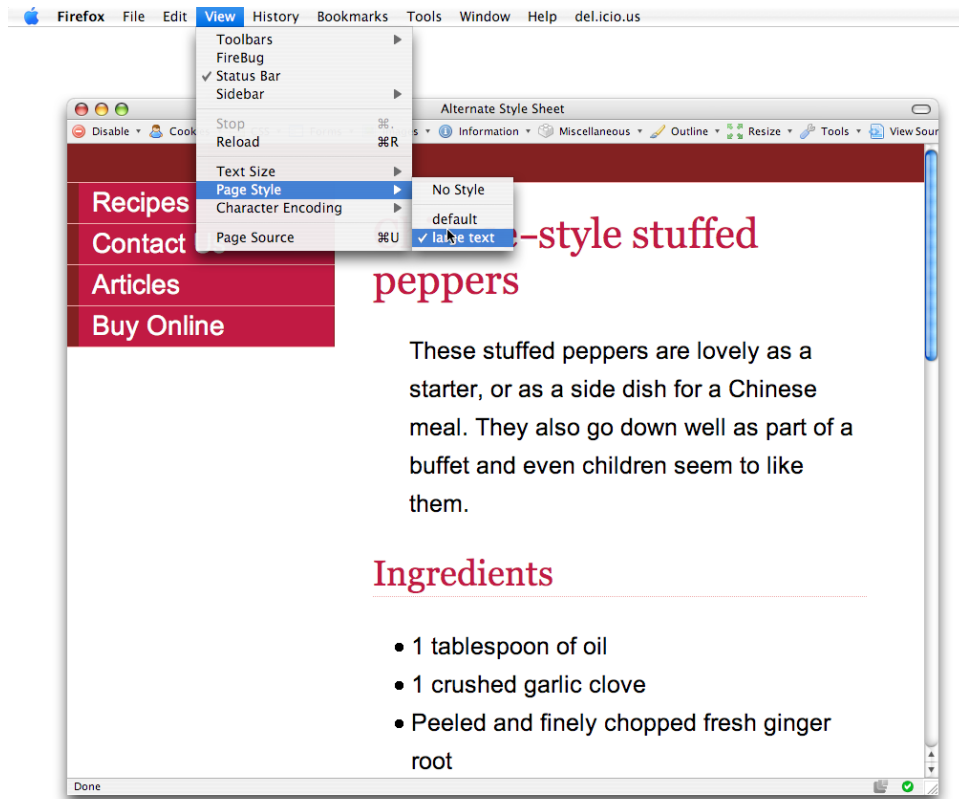 Firefox File Edit View History Bookmarks Tools Window Help del.icio.us
Toolbars
FireBug
✓ Status Bar
Sidebar
Stop ⌘.
Reload ⌘R
Text Size
Page Style
Character Encoding
Page Source ⌘U
No Style
default
✓ large text
Alternate Style Sheet
Disable Information Miscellaneous Outline Resize Tools View Sour
Recipes
Contact
Articles
Buy Online
-style stuffed
peppers
These stuffed peppers are lovely as a
starter, or as a side dish for a Chinese
meal. They also go down well as part of a
buffet and even children seem to like
them.
Ingredients
• 1 tablespoon of oil
• 1 crushed garlic clove
• Peeled and finely chopped fresh ginger
root
Done